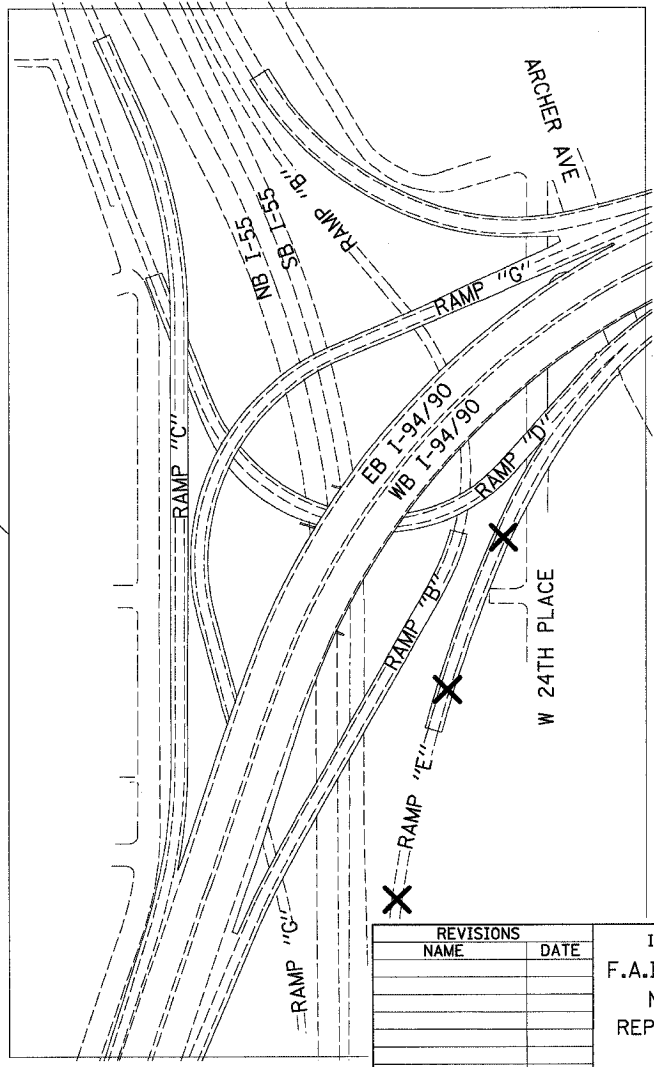 ARCHER AVE
RAMP "B"
SB I-55
NB I-55
RAMP "G"
EB I-94/90
WB I-94/90
RAMP "C"
RAMP "D"
RAMP "B"
W 24TH PLACE
RAMP "E"
RAMP "G"
REVISIONS
NAME DATE
I
F.A.I
N
REP